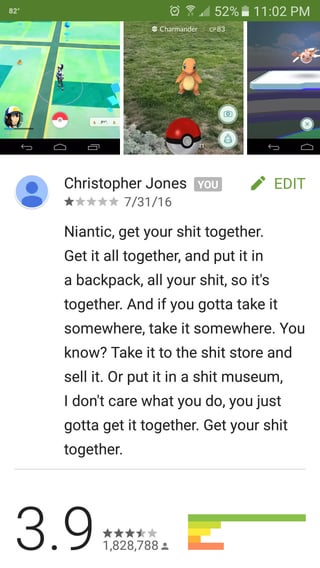 82°
52% 11:02 PM
Charmander CP 83
Christopher Jones YOU EDIT
7/31/16
Niantic, get your shit together.
Get it all together, and put it in
a backpack, all your shit, so it's
together. And if you gotta take it
somewhere, take it somewhere. You
know? Take it to the shit store and
sell it. Or put it in a shit museum,
I don't care what you do, you just
gotta get it together. Get your shit
together.
3.9
1,828,788